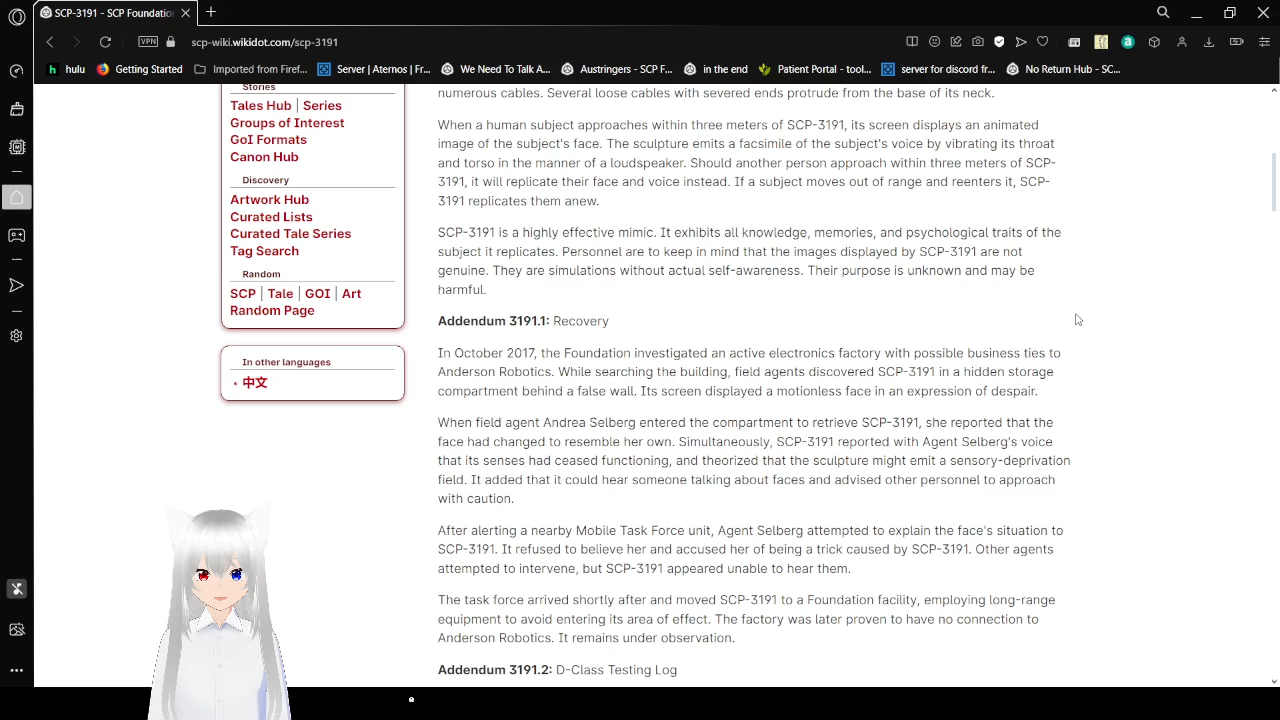 SCP-3191 - SCP Foundation
scp-wiki.wikidot.com/scp-3191
VPN
hulu
Getting Started
Imported from Firef...
Server | Aternos | Fr...
We Need To Talk A...
Austringers - SCP F...
in the end
Patient Portal - tool...
server for discord fr...
No Return Hub - SC...
Stories
Tales Hub | Series
Groups of Interest
GoI Formats
Canon Hub
Discovery
Artwork Hub
Curated Lists
Curated Tale Series
Tag Search
Random
SCP | Tale | GOI | Art
Random Page
In other languages
中文
numerous cables. Several loose cables with severed ends protrude from the base of its neck.
When a human subject approaches within three meters of SCP-3191, its screen displays an animated
image of the subject's face. The sculpture emits a facsimile of the subject's voice by vibrating its throat
and torso in the manner of a loudspeaker. Should another person approach within three meters of SCP-
3191, it will replicate their face and voice instead. If a subject moves out of range and reenters it, SCP-
3191 replicates them anew.
SCP-3191 is a highly effective mimic. It exhibits all knowledge, memories, and psychological traits of the
subject it replicates. Personnel are to keep in mind that the images displayed by SCP-3191 are not
genuine. They are simulations without actual self-awareness. Their purpose is unknown and may be
harmful.
Addendum 3191.1: Recovery
In October 2017, the Foundation investigated an active electronics factory with possible business ties to
Anderson Robotics. While searching the building, field agents discovered SCP-3191 in a hidden storage
compartment behind a false wall. Its screen displayed a motionless face in an expression of despair.
When field agent Andrea Selberg entered the compartment to retrieve SCP-3191, she reported that the
face had changed to resemble her own. Simultaneously, SCP-3191 reported with Agent Selberg's voice
that its senses had ceased functioning, and theorized that the sculpture might emit a sensory-deprivation
field. It added that it could hear someone talking about faces and advised other personnel to approach
with caution.
After alerting a nearby Mobile Task Force unit, Agent Selberg attempted to explain the face's situation to
SCP-3191. It refused to believe her and accused her of being a trick caused by SCP-3191. Other agents
attempted to intervene, but SCP-3191 appeared unable to hear them.
The task force arrived shortly after and moved SCP-3191 to a Foundation facility, employing long-range
equipment to avoid entering its area of effect. The factory was later proven to have no connection to
Anderson Robotics. It remains under observation.
Addendum 3191.2: D-Class Testing Log